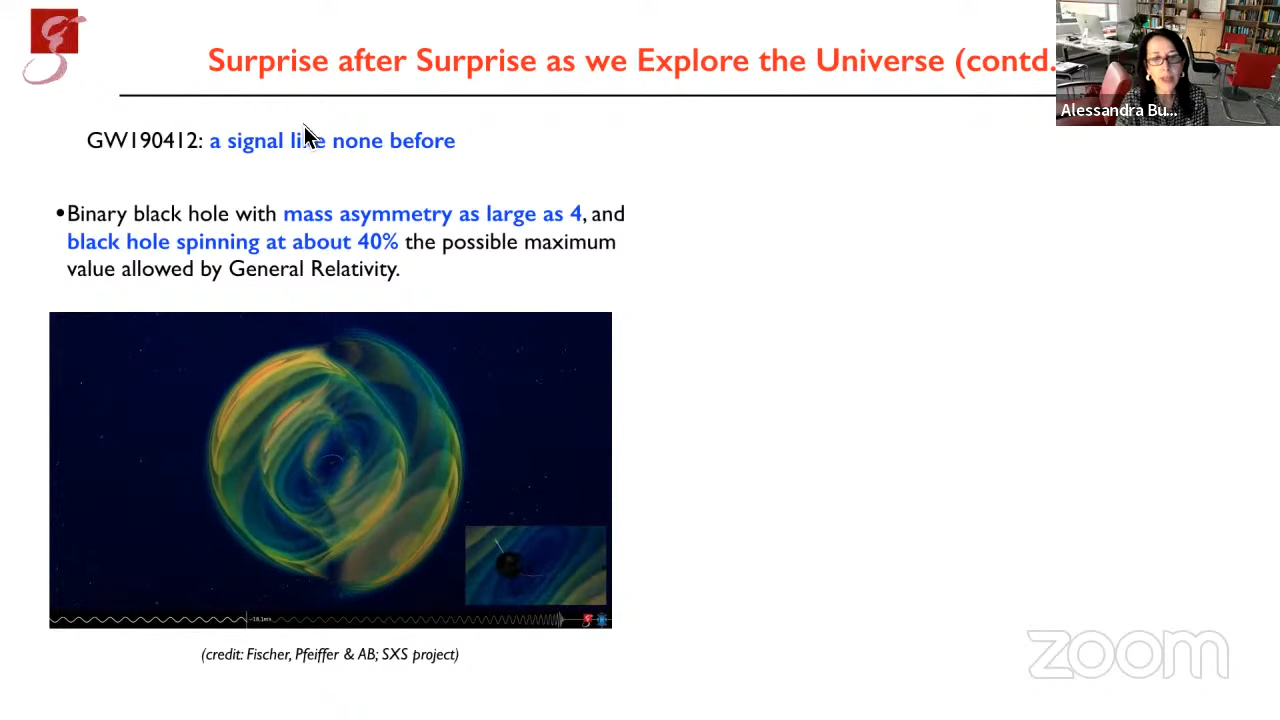 Surprise after Surprise as we Explore the Universe (contd.
Alessandra Bu...
GW190412: a signal like none before
•Binary black hole with mass asymmetry as large as 4, and
black hole spinning at about 40% the possible maximum
value allowed by General Relativity.
-18.1ms
(credit: Fischer, Pfeiffer & AB; SXS project)
zoom